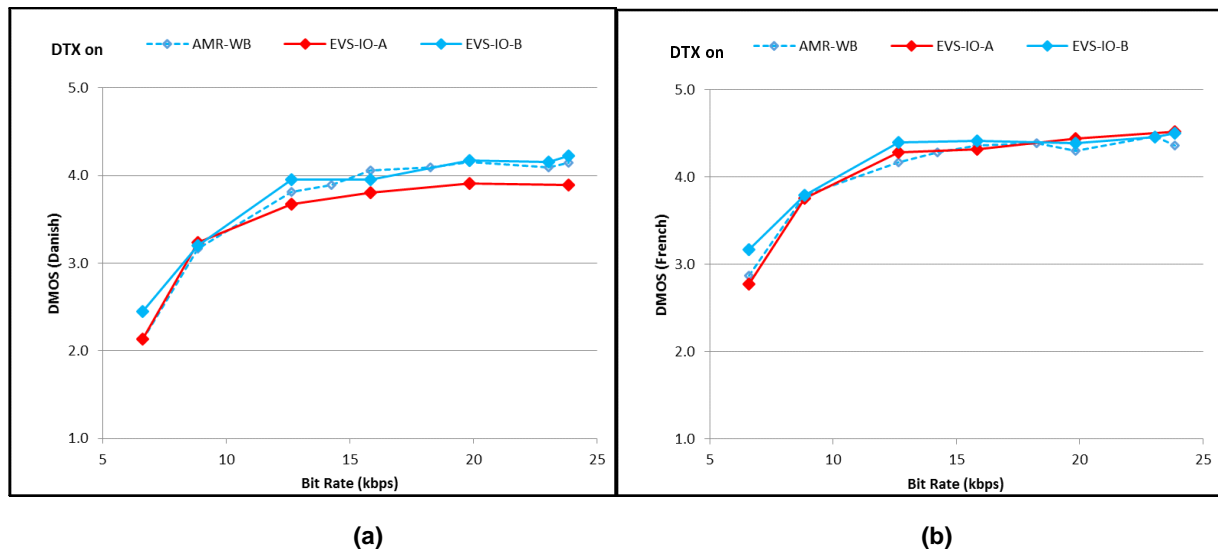 DTX on
AMR-WB
EVS-IO-A
EVS-IO-B
5.0
4.0
3.0
2.0
1.0
DMOS (Danish)
5
10
15
20
25
Bit Rate (kbps)
(a)
DTX on
AMR-WB
EVS-IO-A
EVS-IO-B
5.0
4.0
3.0
2.0
1.0
DMOS (French)
5
10
15
20
25
Bit Rate (kbps)
(b)